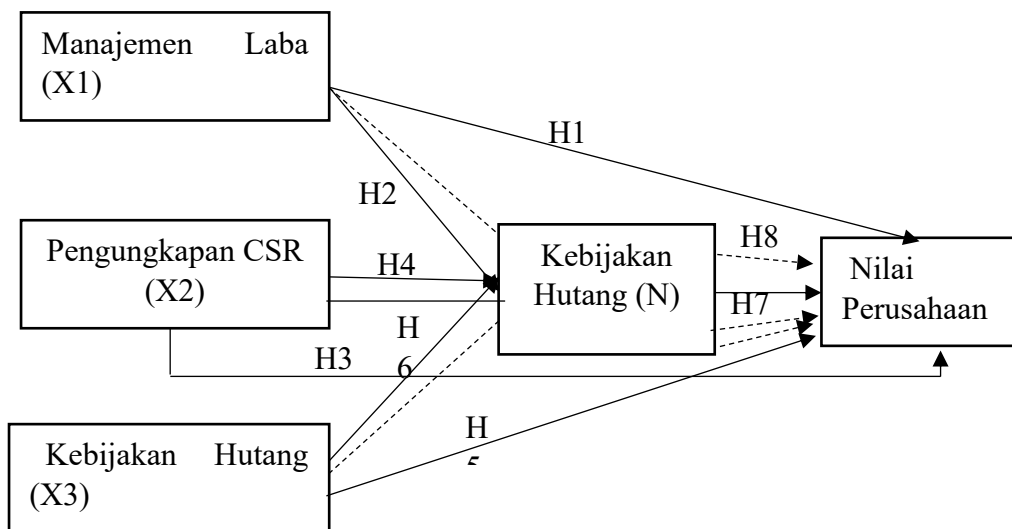 Manajemen Laba
(X1)
H1
H2
Pengungkapan CSR
(X2)
H4
Kebijakan
Hutang (N)
H8
Nilai
Perusahaan
H7
H
6
H3
H
Kebijakan Hutang
(X3)